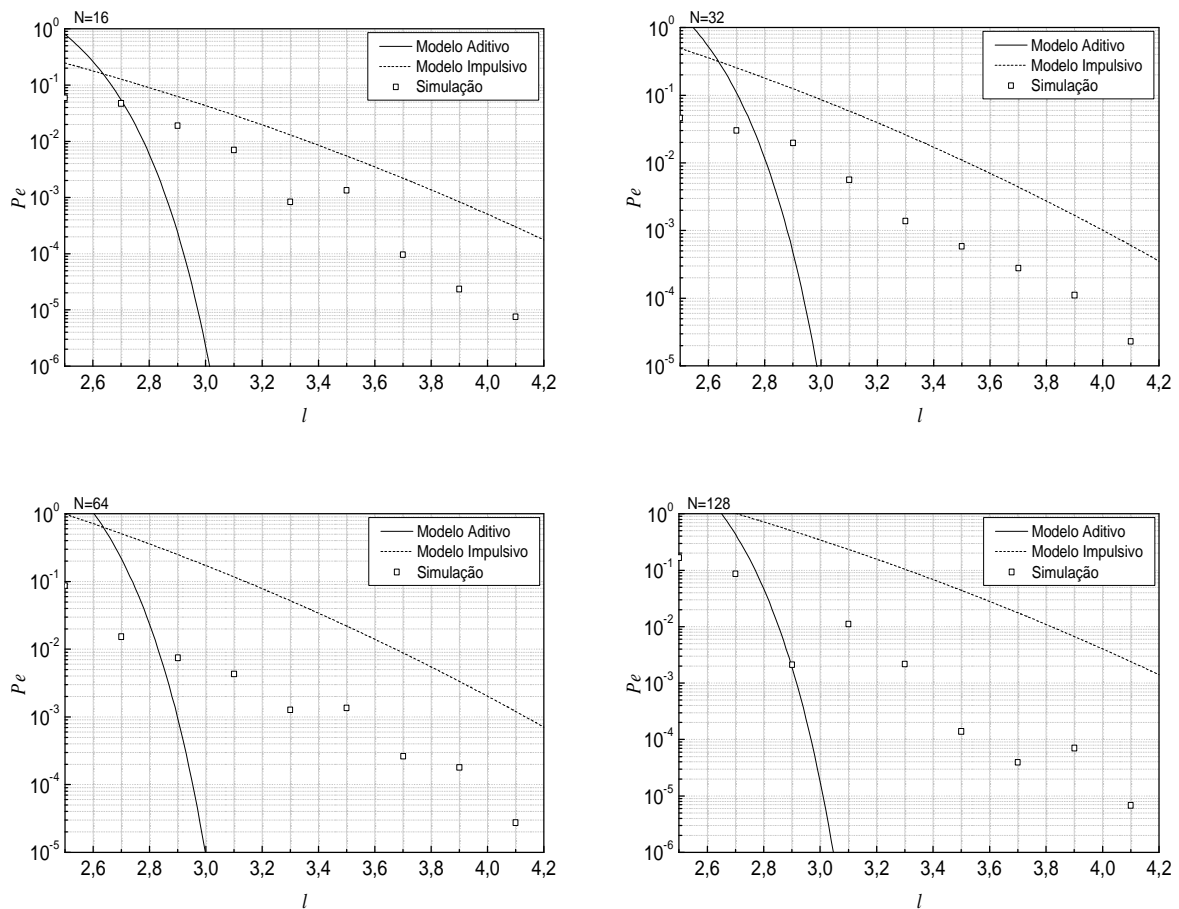 N=16
10^0
10^-1
10^-2
10^-3
10^-4
10^-5
10^-6
Pe
Modelo Aditivo
Modelo Impulsivo
Simulação
2,6 2,8 3,0 3,2 3,4 3,6 3,8 4,0 4,2
l
N=32
10^0
10^-1
10^-2
10^-3
10^-4
10^-5
Pe
Modelo Aditivo
Modelo Impulsivo
Simulação
2,6 2,8 3,0 3,2 3,4 3,6 3,8 4,0 4,2
l
N=64
10^0
10^-1
10^-2
10^-3
10^-4
10^-5
Pe
Modelo Aditivo
Modelo Impulsivo
Simulação
2,6 2,8 3,0 3,2 3,4 3,6 3,8 4,0 4,2
l
N=128
10^0
10^-1
10^-2
10^-3
10^-4
10^-5
10^-6
Pe
Modelo Aditivo
Modelo Impulsivo
Simulação
2,6 2,8 3,0 3,2 3,4 3,6 3,8 4,0 4,2
l